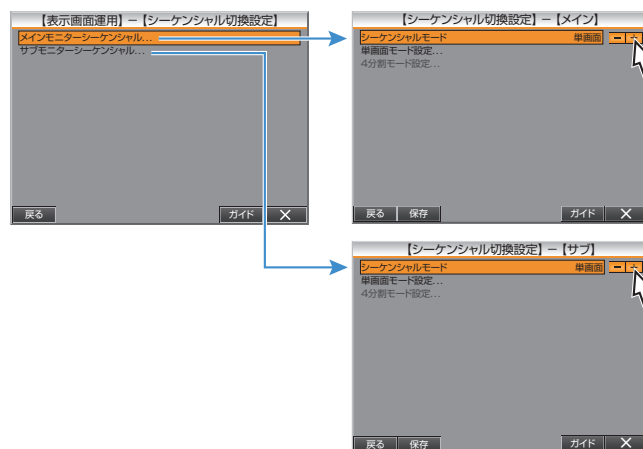 【表示画面運用】－【シーケンシャル切換設定】
メインモニターシーケンシャル...
サブモニターシーケンシャル...
戻る ガイド ×
【シーケンシャル切換設定】－【メイン】
シーケンシャルモード 単画面 － ＋
単画面モード設定...
4分割モード設定...
戻る 保存 ガイド ×
【シーケンシャル切換設定】－【サブ】
シーケンシャルモード 単画面 － ＋
単画面モード設定...
4分割モード設定...
戻る 保存 ガイド ×